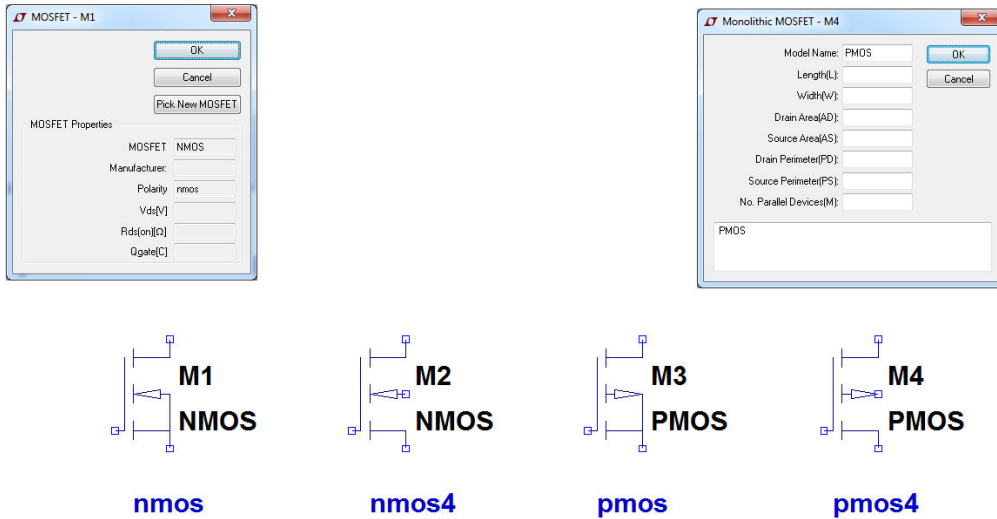 MOSFET - M1
OK
Cancel
Pick New MOSFET
MOSFET Properties
MOSFET NMOS
Manufacturer:
Polarity nmos
Vds[V]
Rds(on)[Ω]
Qgate[C]
Monolithic MOSFET - M4
Model Name: PMOS
OK
Length(L):
Cancel
Width(W):
Drain Area(AD):
Source Area(AS):
Drain Perimeter(PD):
Source Perimeter(PS):
No. Parallel Devices(M):
PMOS
M1
NMOS
nmos
M2
NMOS
nmos4
M3
PMOS
pmos
M4
PMOS
pmos4